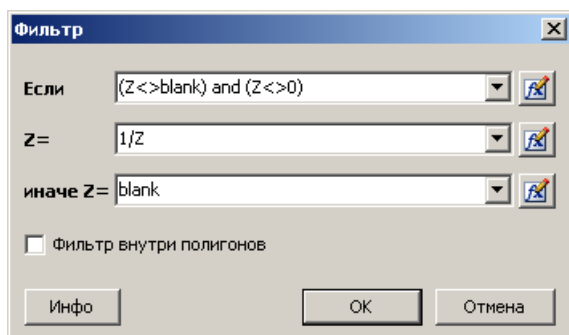 Фильтр
Если (Z<>blank) and (Z<>0)
Z= 1/Z
иначе Z= blank
Фильтр внутри полигонов
Инфо OK Отмена